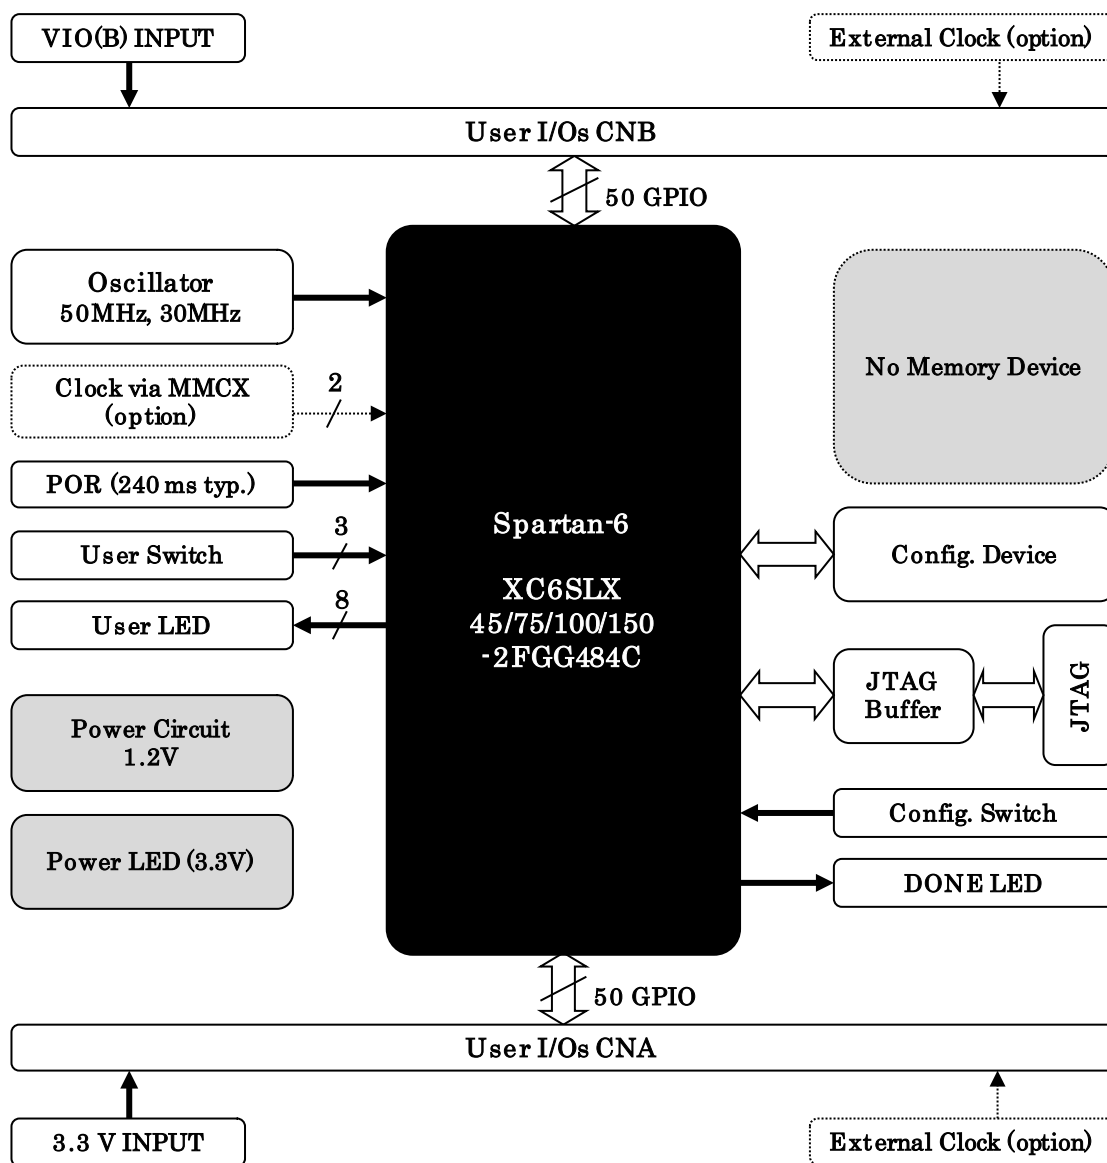 VIO(B) INPUT
External Clock (option)
User I/Os CNB
50 GPIO
Oscillator
50MHz, 30MHz
Clock via MMCX
(option)
2
POR (240 ms typ.)
User Switch
3
User LED
8
Power Circuit
1.2V
Power LED (3.3V)
Spartan-6
XC6SLX
45/75/100/150
-2FGG484C
No Memory Device
Config. Device
JTAG
Buffer
JTAG
Config. Switch
DONE LED
50 GPIO
User I/Os CNA
3.3 V INPUT
External Clock (option)